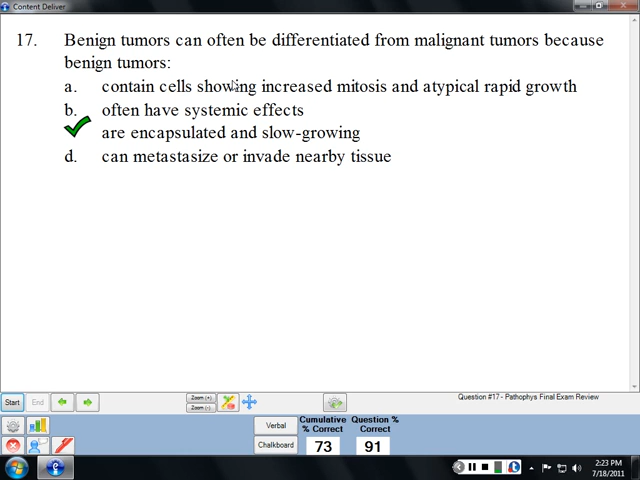 Content Deliver
17. Benign tumors can often be differentiated from malignant tumors because
benign tumors:
a. contain cells showing increased mitosis and atypical rapid growth
b. often have systemic effects
are encapsulated and slow-growing
d. can metastasize or invade nearby tissue
Start End Zoom (+) Zoom (-) Question #17 - Pathophys Final Exam Review
Verbal Cumulative % Correct Question % Correct
Chalkboard 73 91
2:23 PM
7/18/2011